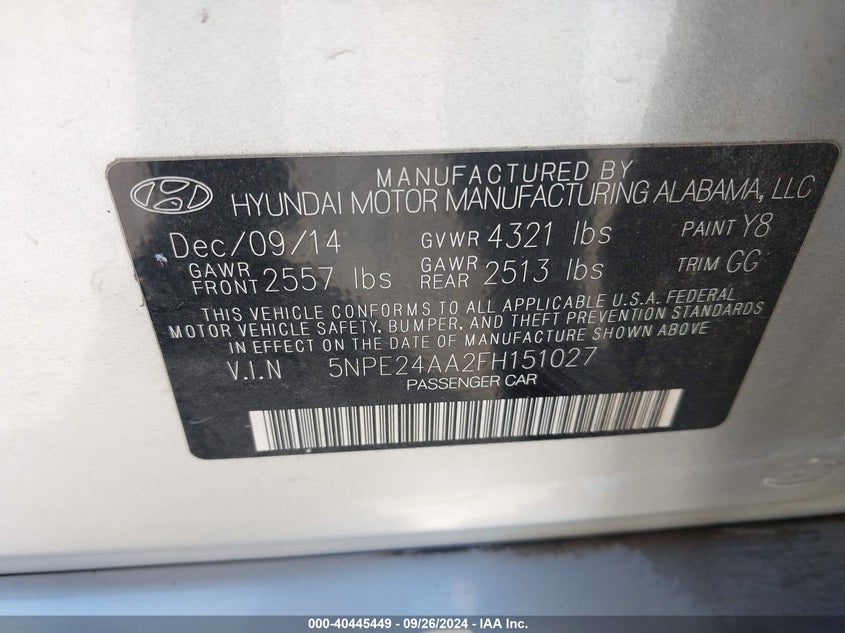 MANUFACTURED BY
HYUNDAI MOTOR MANUFACTURING ALABAMA, LLC
Dec/09/14 GVWR 4321 lbs PAINT Y8
GAWR FRONT 2557 lbs GAWR REAR 2513 lbs TRIM GG
THIS VEHICLE CONFORMS TO ALL APPLICABLE U.S.A. FEDERAL
MOTOR VEHICLE SAFETY, BUMPER, AND THEFT PREVENTION STANDARDS
IN EFFECT ON THE DATE OF MANUFACTURE SHOWN ABOVE
V.I.N 5NPE24AA2FH151027
PASSENGER CAR
000-40445449 - 09/26/2024 - IAA Inc.